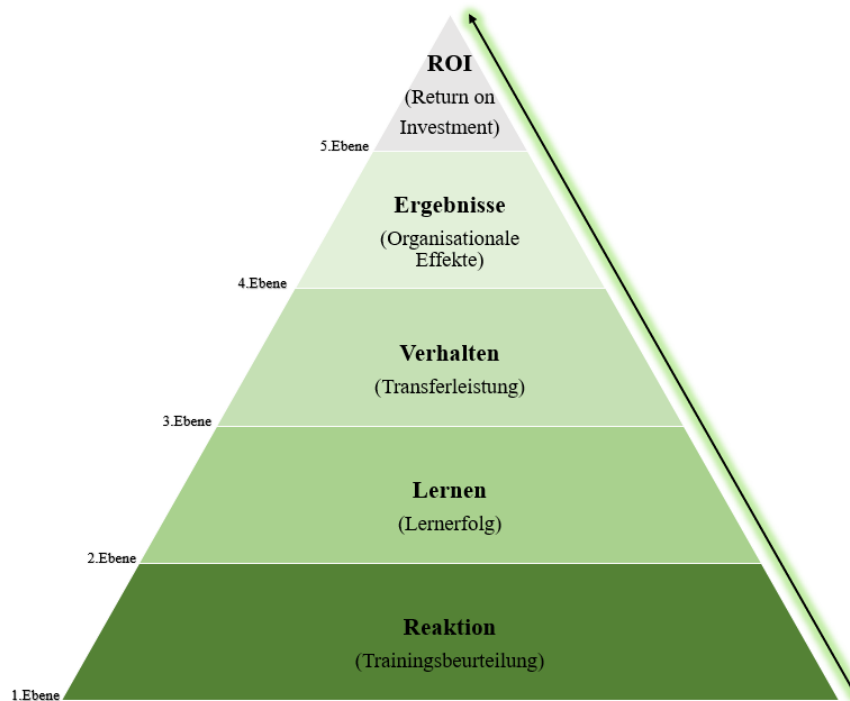 ROI
(Return on
Investment)
5.Ebene
Ergebnisse
(Organisationale
Effekte)
4.Ebene
Verhalten
(Transferleistung)
3.Ebene
Lernen
(Lernerfolg)
2.Ebene
Reaktion
(Trainingsbeurteilung)
1.Ebene